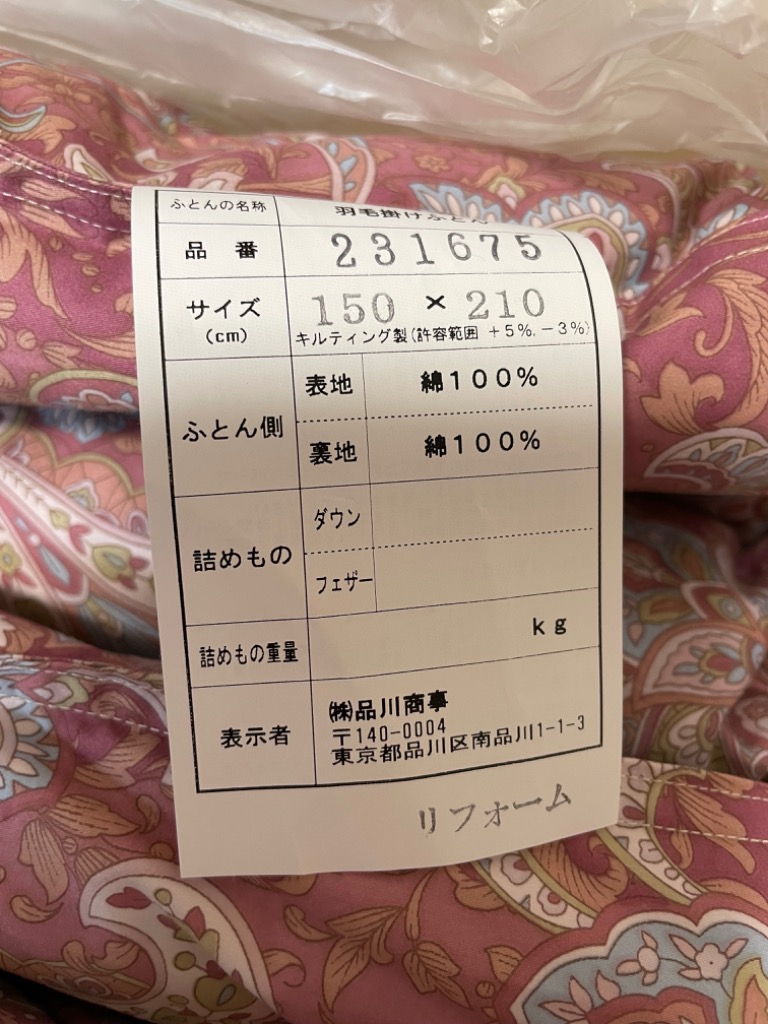 ふとんの名称 羽毛掛けふとん
品番 231675
サイズ 150 × 210
(cm) キルティング製(許容範囲 +5%, -3%)
ふとん側 表地 綿100%
裏地 綿100%
詰めもの ダウン
フェザー
詰めもの重量 kg
表示者 ㈱品川商事
〒140-0004
東京都品川区南品川1-1-3
リフォーム